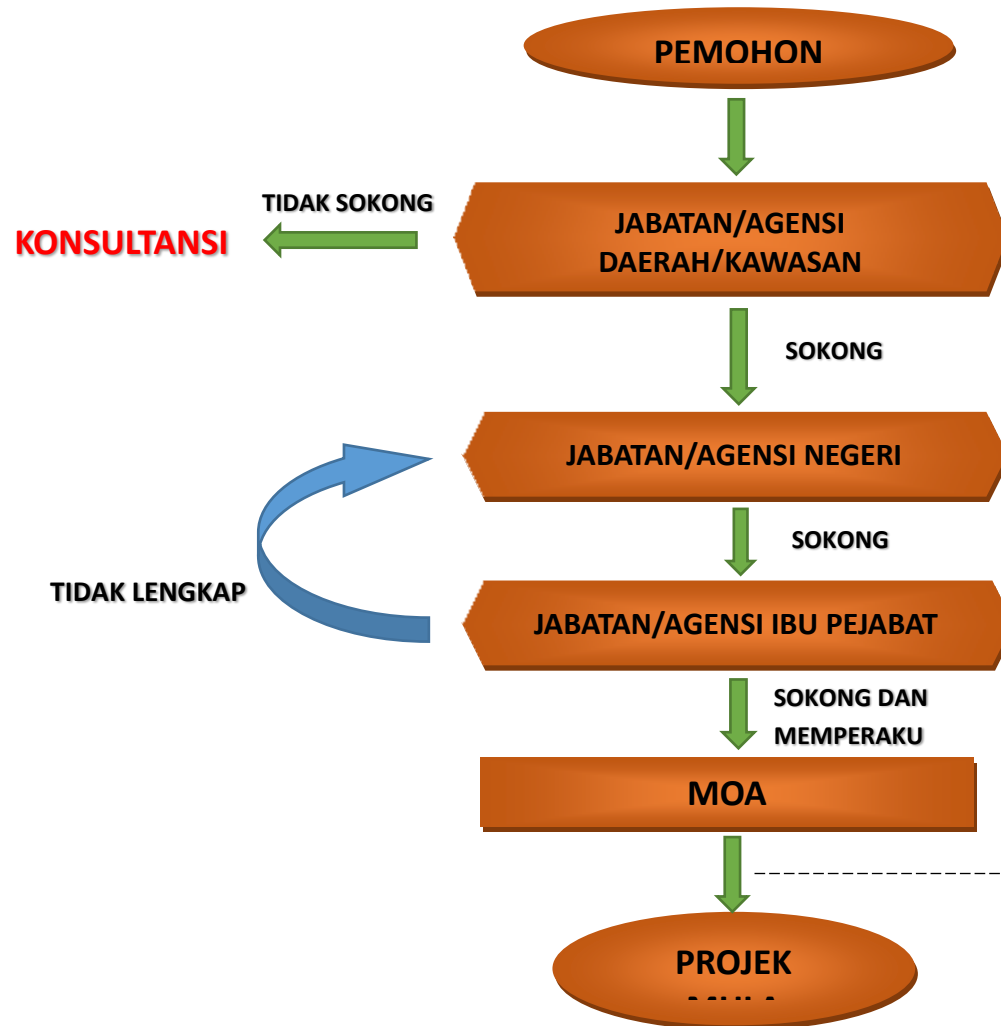 PEMOHON
TIDAK SOKONG
KONSULTANSI
JABATAN/AGENSI
DAERAH/KAWASAN
SOKONG
JABATAN/AGENSI NEGERI
SOKONG
TIDAK LENGKAP
JABATAN/AGENSI IBU PEJABAT
SOKONG DAN
MEMPERAKU
MOA
PROJEK